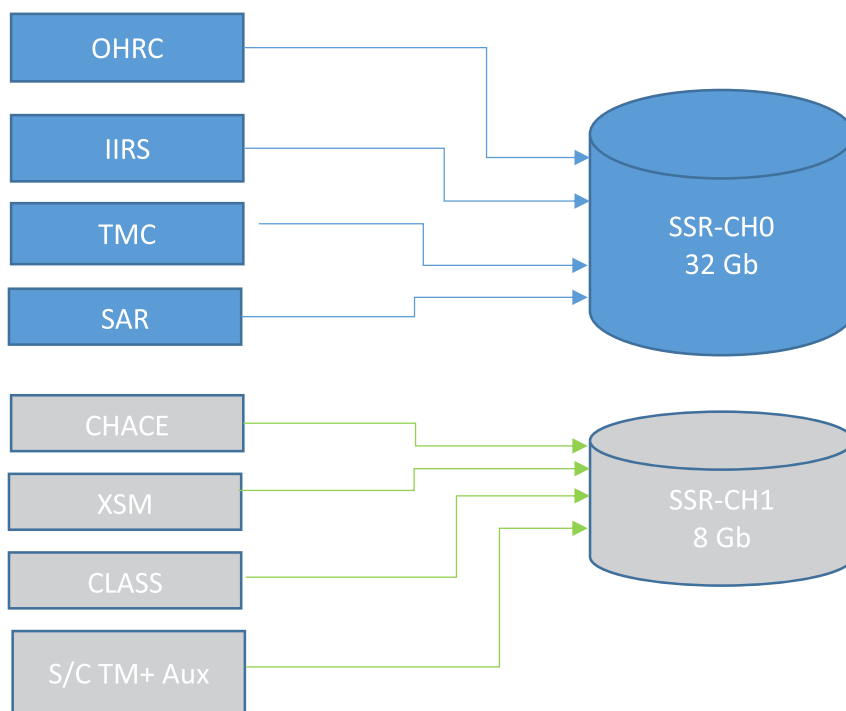 OHRC
IIRS
TMC
SAR
SSR-CH0
32 Gb
CHACE
XSM
CLASS
S/C TM+ Aux
SSR-CH1
8 Gb